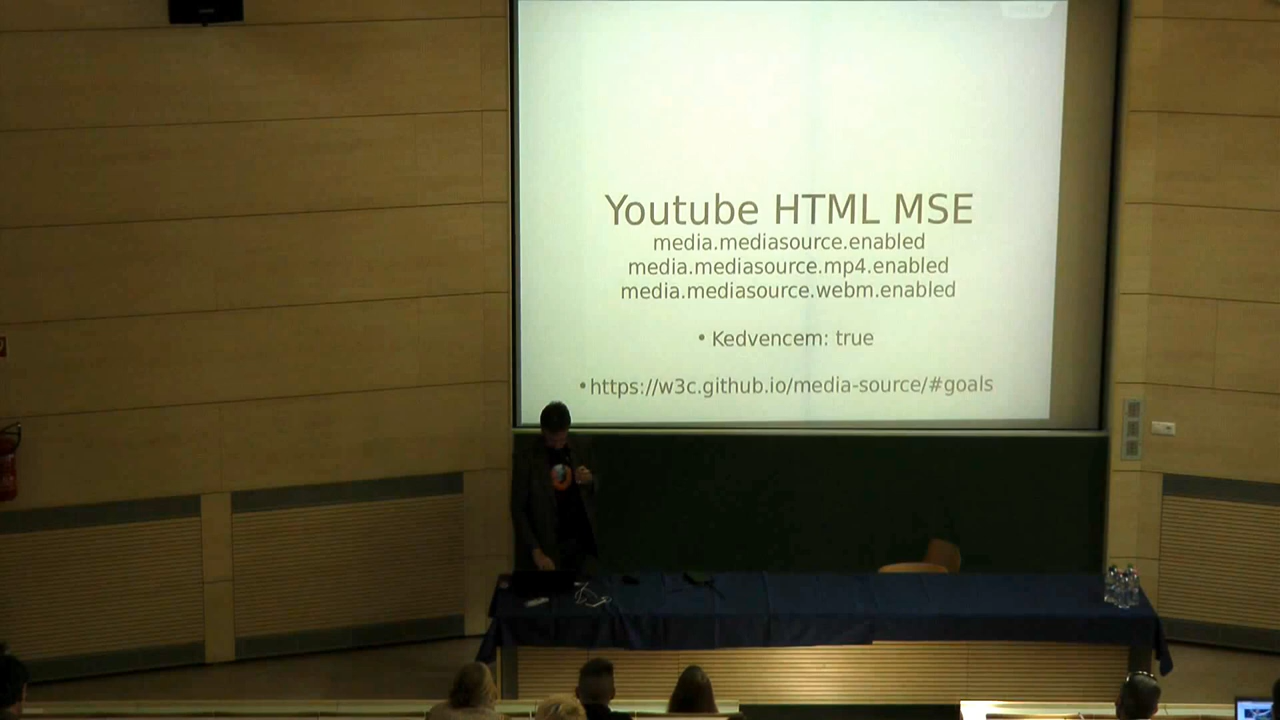 Youtube HTML MSE
media.mediasource.enabled
media.mediasource.mp4.enabled
media.mediasource.webm.enabled
• Kedvencem: true
• https://w3c.github.io/media-source/#goals